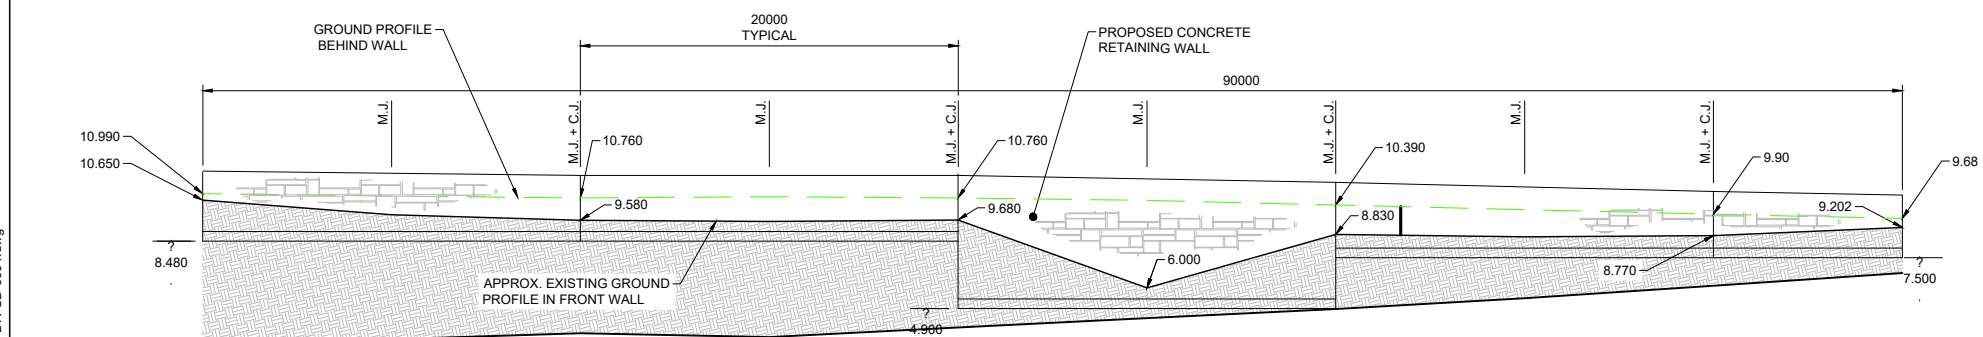 20000
TYPICAL
GROUND PROFILE
BEHIND WALL
PROPOSED CONCRETE
RETAINING WALL
90000
M.J.
M.J. + C.J.
M.J.
M.J. + C.J.
M.J.
M.J. + C.J.
M.J.
M.J. + C.J.
10.990
10.650
10.760
10.760
10.390
9.90
9.68
9.580
9.680
8.830
9.202
?
8.480
6.000
8.770
?
7.500
APPROX. EXISTING GROUND
PROFILE IN FRONT WALL
?
4.900